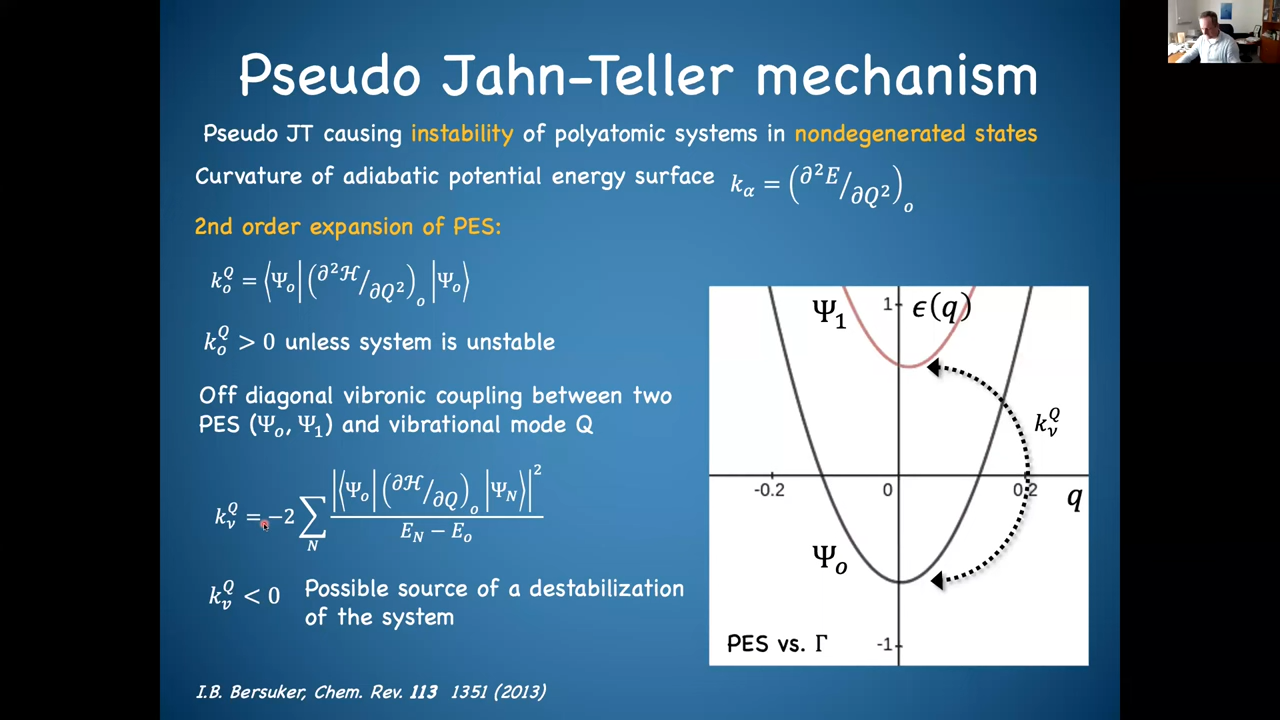 Pseudo Jahn-Teller mechanism
Pseudo JT causing instability of polyatomic systems in nondegenerated states
Curvature of adiabatic potential energy surface k_α = (∂²E/∂Q²)_o
2nd order expansion of PES:
k_o^Q = ⟨Ψ_o|(∂²ℋ/∂Q²)_o|Ψ_o⟩
k_o^Q > 0 unless system is unstable
Off diagonal vibronic coupling between two
PES (Ψ_o, Ψ_1) and vibrational mode Q
k_ν^Q = −2 ∑_N |⟨Ψ_o|(∂ℋ/∂Q)_o|Ψ_N⟩|² / (E_N − E_o)
k_ν^Q < 0 Possible source of a destabilization
of the system
I.B. Bersuker, Chem. Rev. 113 1351 (2013)
Ψ_1 1 ϵ(q)
k_ν^Q
-0.2 0 0.2 q
Ψ_o
PES vs. Γ -1